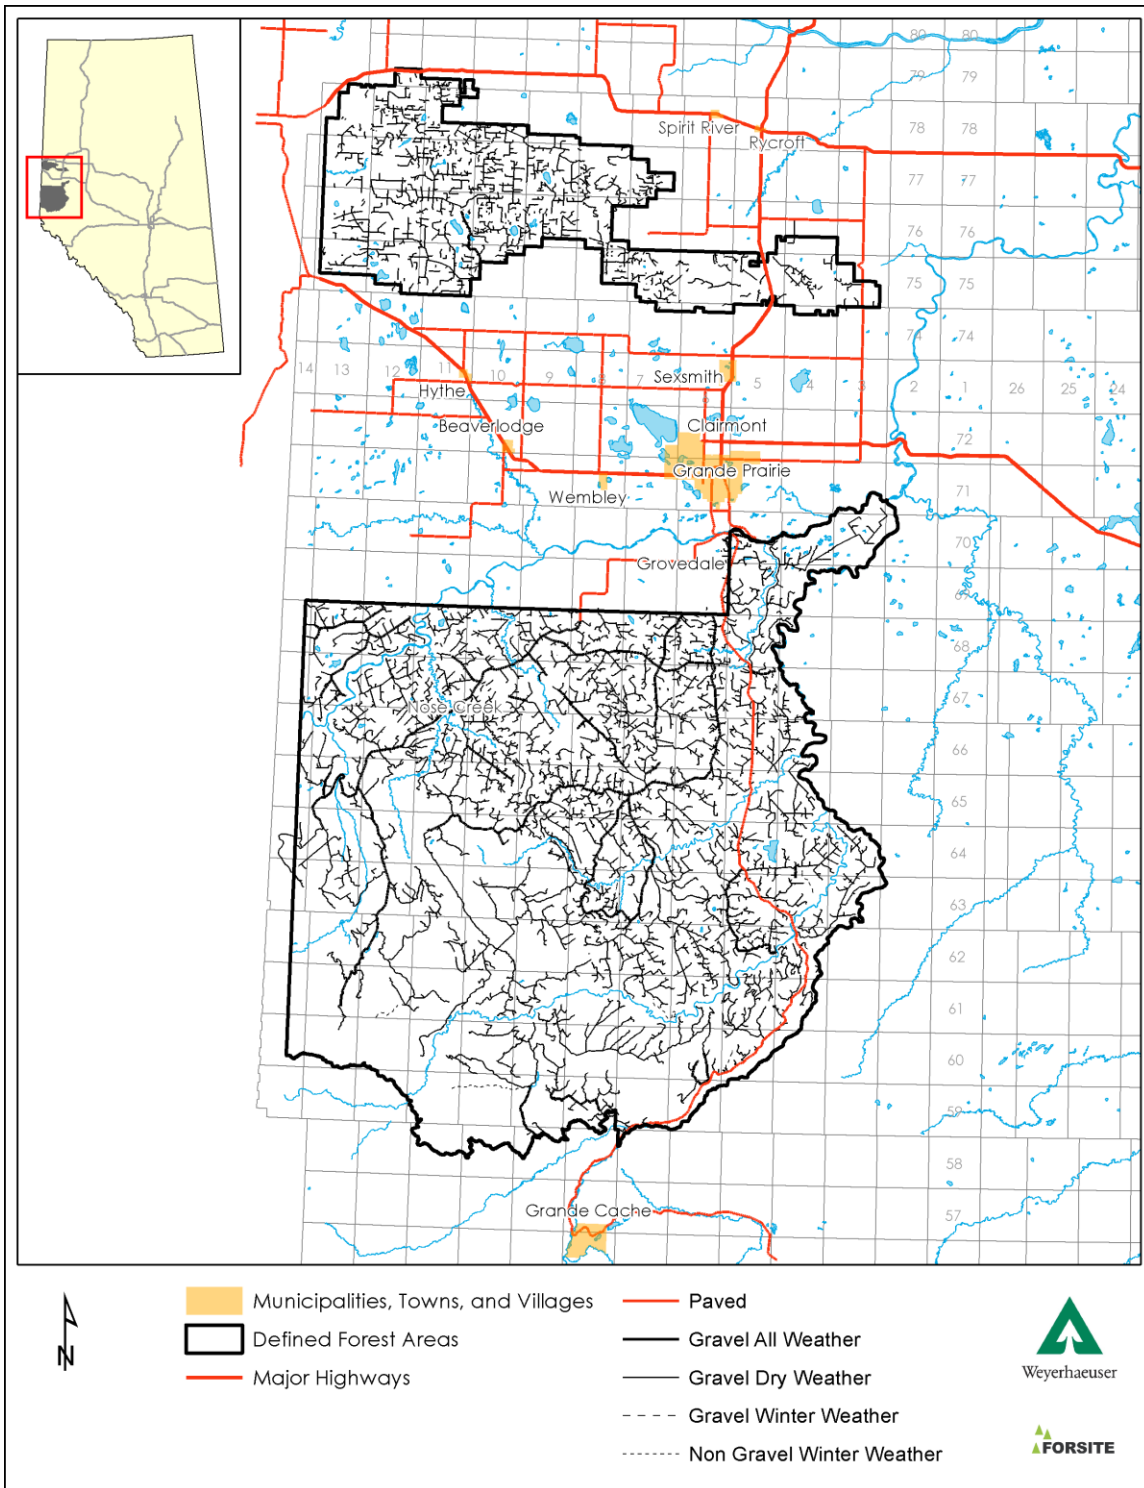 80 80
79 79
Spirit River
78 78
Rycroft
77 77
76 76
75 75
74 74
14 13 12 11 10 9 8 7 6 5 4 3 2 1 26 25 24
Sexsmith
Hythe
Beaverlodge
Clairmont
72
Grande Prairie
71
Wembley
70
Grovedale
69
68
67
Nose Creek
66
65
64
63
62
61
60
59
58
Grande Cache
57
N
Municipalities, Towns, and Villages
Defined Forest Areas
Major Highways
Paved
Gravel All Weather
Gravel Dry Weather
Gravel Winter Weather
Non Gravel Winter Weather
Weyerhaeuser
FORSITE